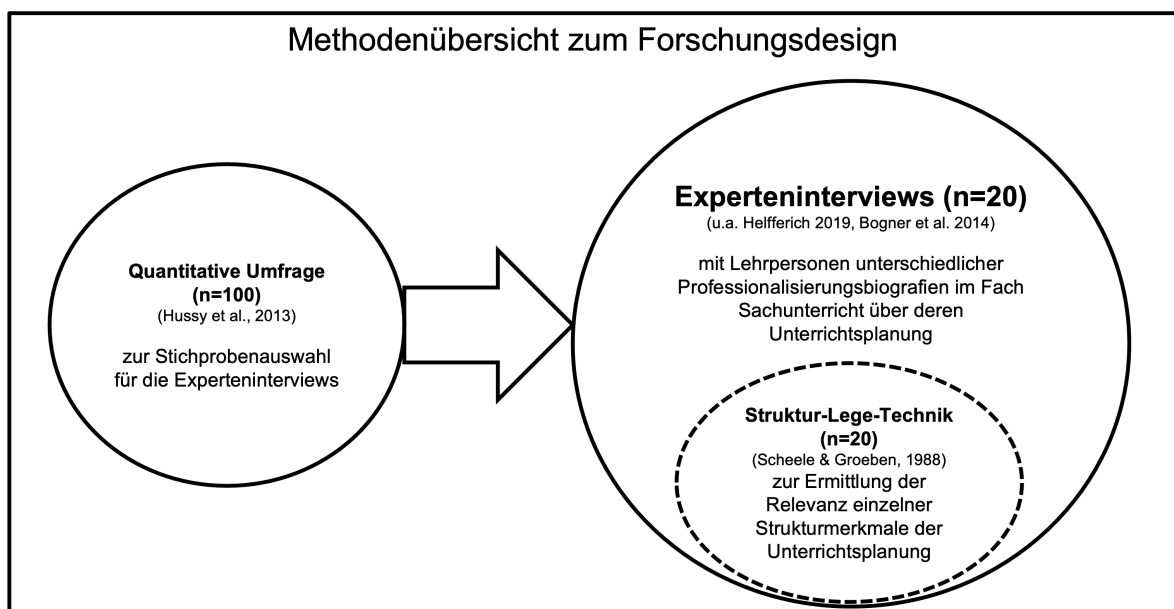 Methodenübersicht zum Forschungsdesign
Quantitative Umfrage
(n=100)
(Hussy et al., 2013)
zur Stichprobenauswahl
für die Experteninterviews
Experteninterviews (n=20)
(u.a. Helfferich 2019, Bogner et al. 2014)
mit Lehrpersonen unterschiedlicher
Professionalisierungsbiografien im Fach
Sachunterricht über deren
Unterrichtsplanung
Struktur-Lege-Technik
(n=20)
(Scheele & Groeben, 1988)
zur Ermittlung der
Relevanz einzelner
Strukturmerkmale der
Unterrichtsplanung